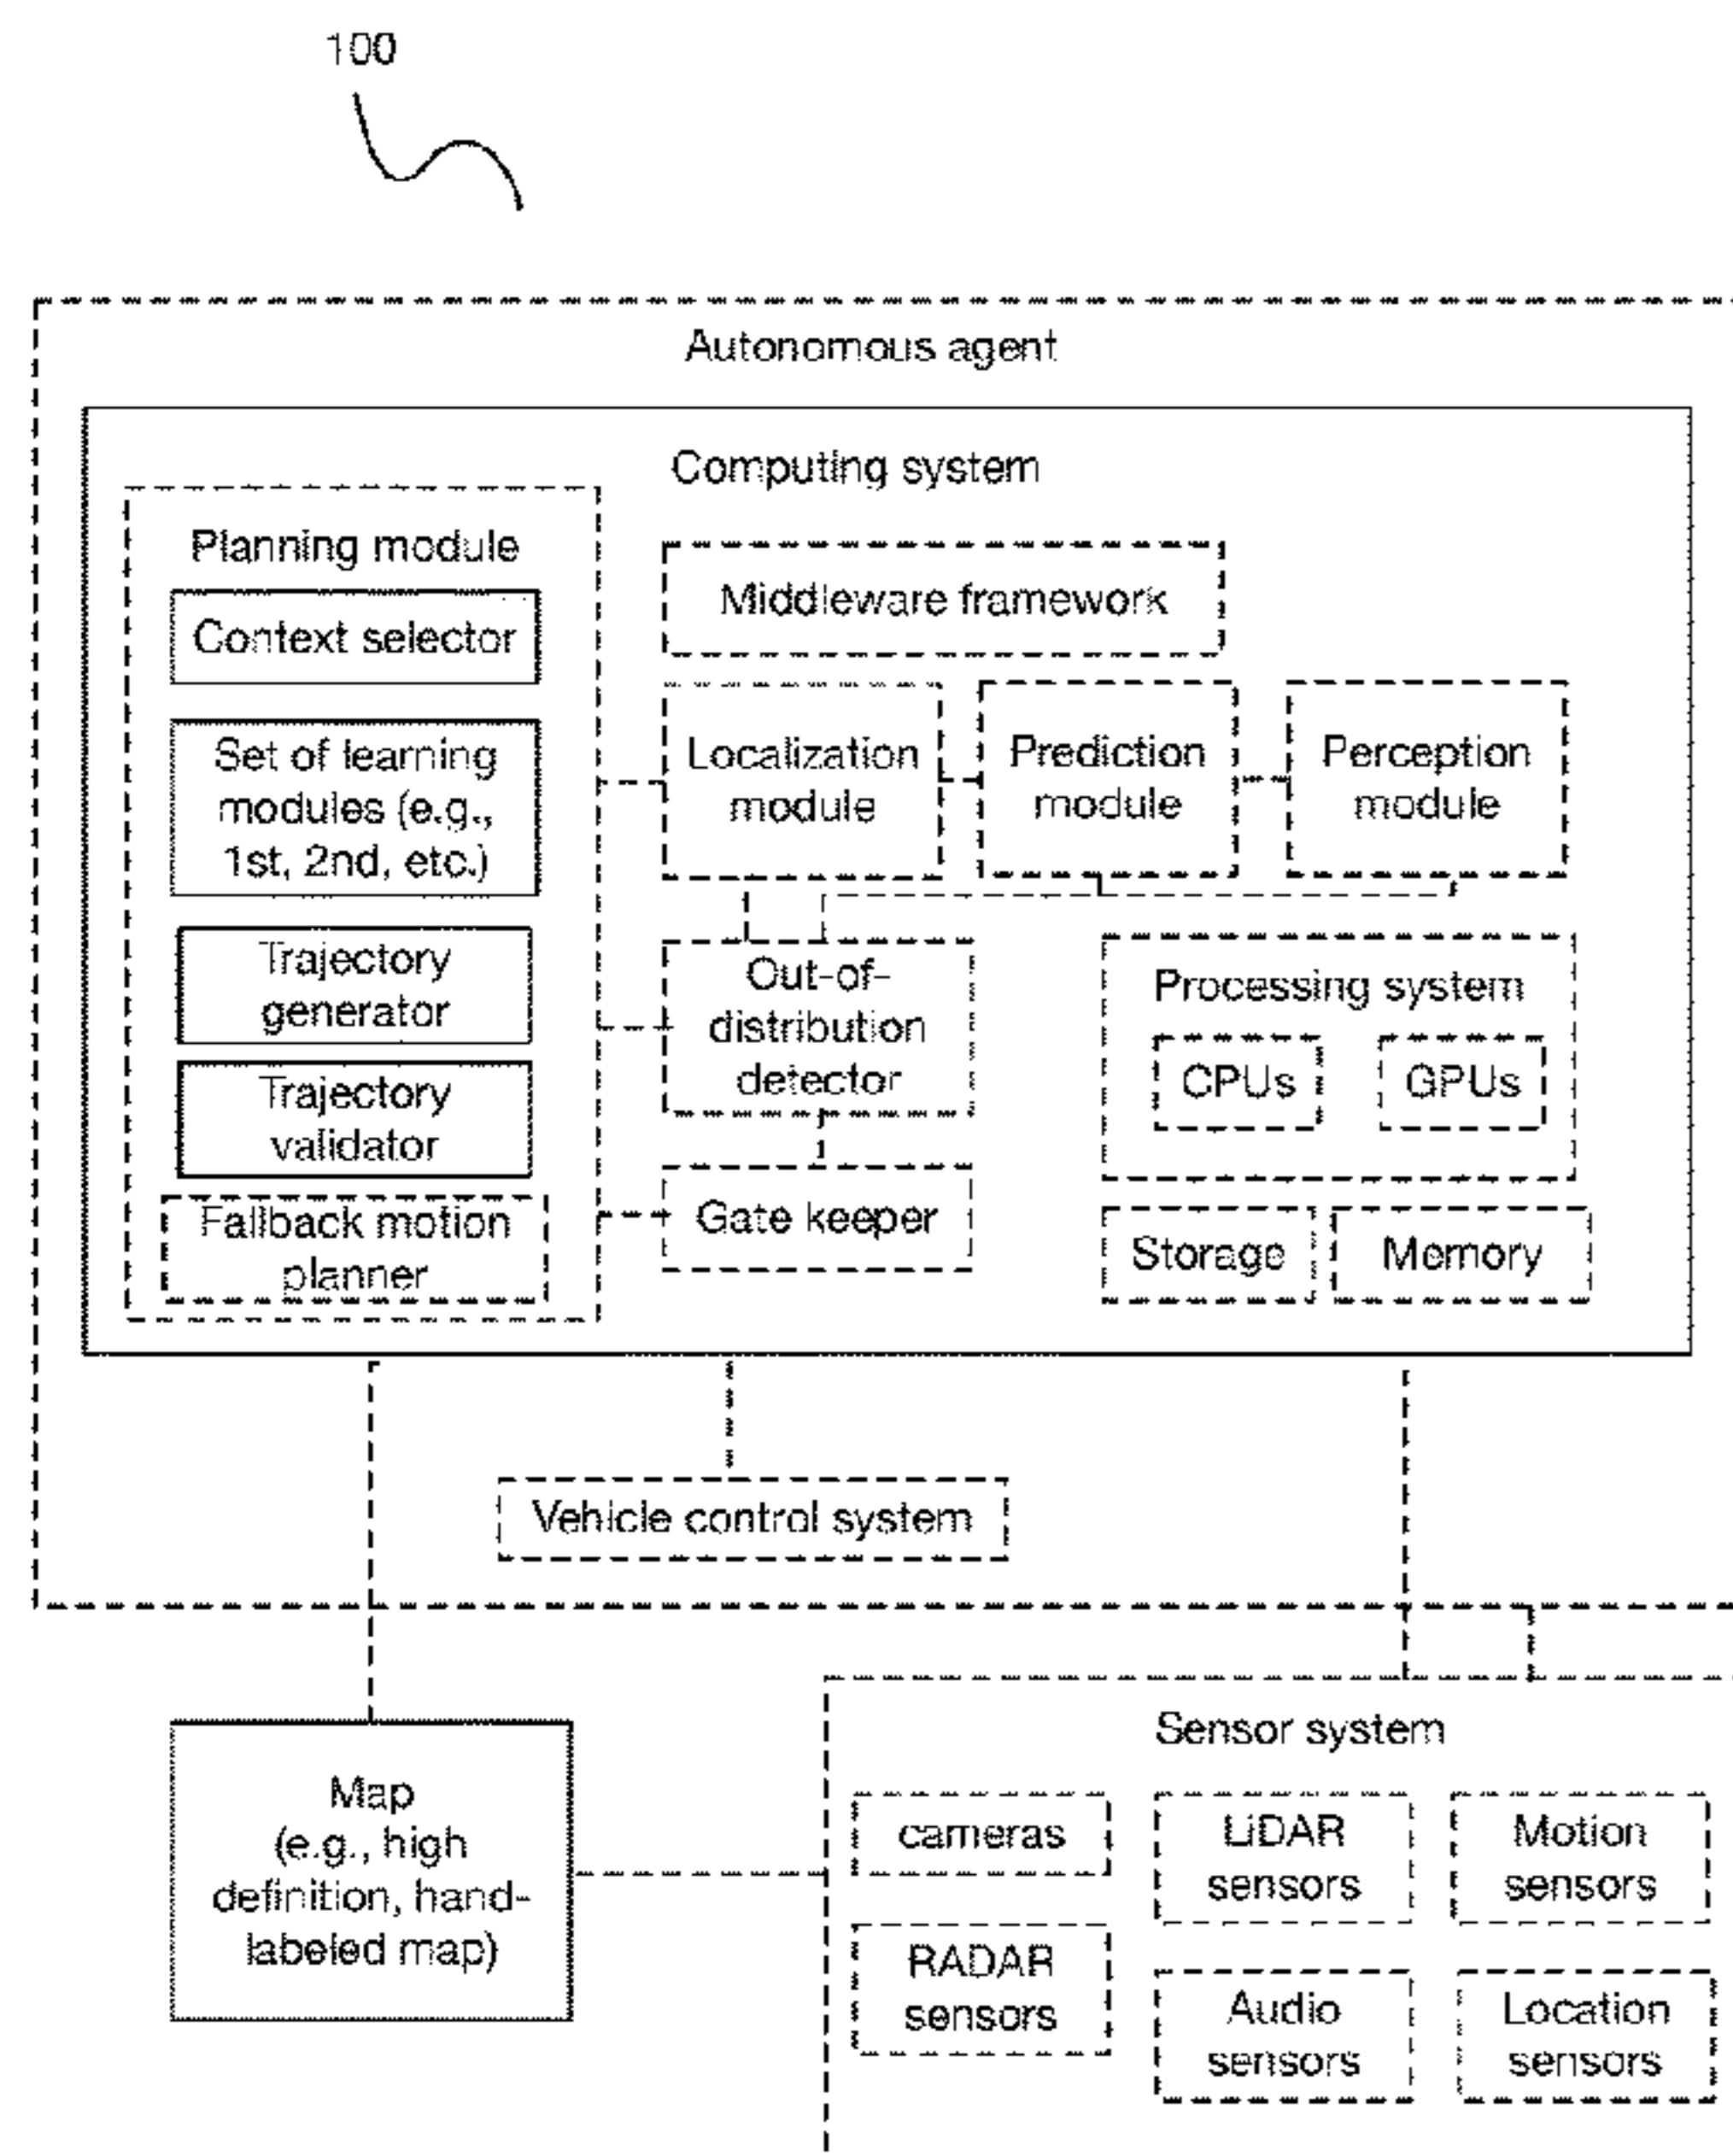 100
Autonomous agent
Computing system
Planning module
Context selector
Set of learning
modules (e.g.,
1st, 2nd, etc.)
Trajectory
generator
Trajectory
validator
Fallback motion
planner
Middleware framework
Localization
module
Prediction
module
Perception
module
Out-of-
distribution
detector
Gate keeper
Processing system
CPUs
GPUs
Storage
Memory
Vehicle control system
Map
(e.g., high
definition, hand-
labeled map)
Sensor system
cameras
LiDAR
sensors
Motion
sensors
RADAR
sensors
Audio
sensors
Location
sensors